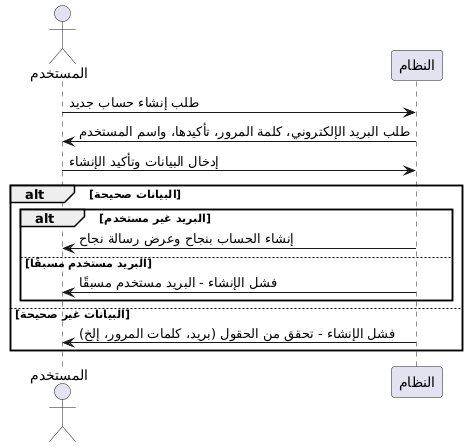 المستخدم
النظام
طلب إنشاء حساب جديد
طلب البريد الإلكتروني، كلمة المرور، تأكيدها، واسم المستخدم
إدخال البيانات وتأكيد الإنشاء
alt [البيانات صحيحة]
alt [البريد غير مستخدم]
إنشاء الحساب بنجاح وعرض رسالة نجاح
[البريد مستخدم مسبقًا]
فشل الإنشاء - البريد مستخدم مسبقًا
[البيانات غير صحيحة]
فشل الإنشاء - تحقق من الحقول (بريد، كلمات المرور، إلخ)
المستخدم
النظام